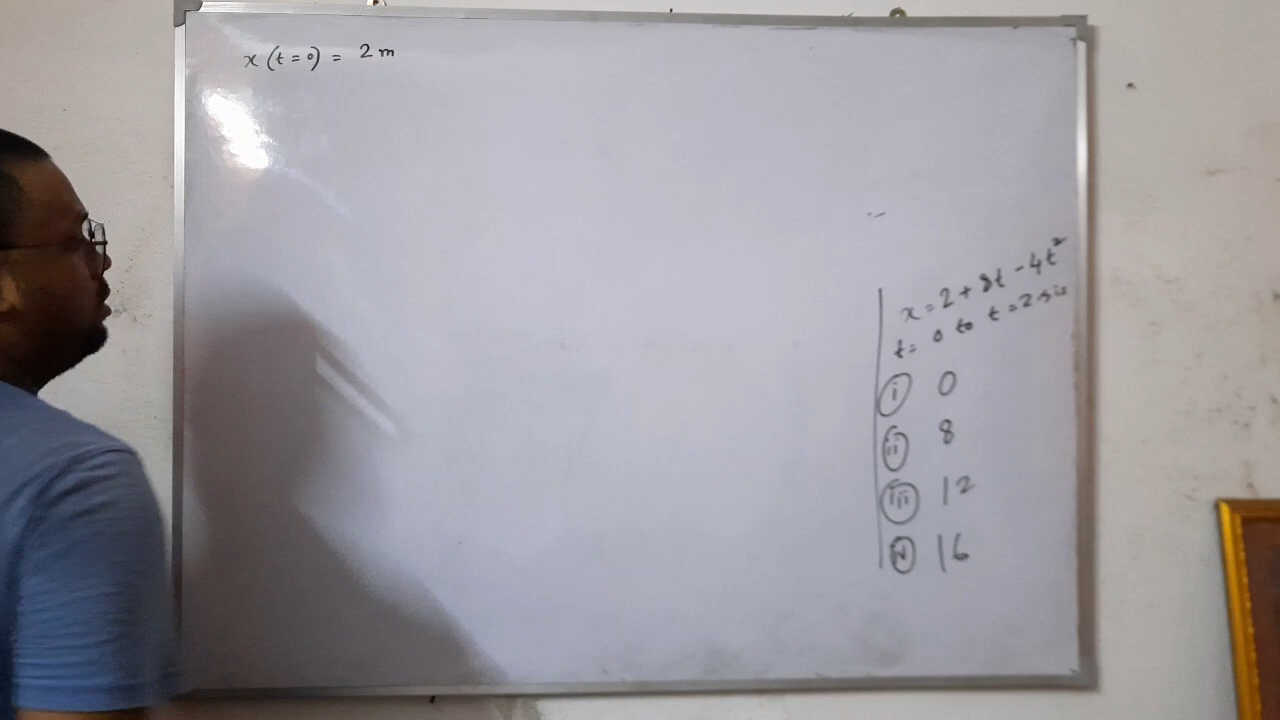 x (t = 0) = 2 m
x = 2 + 8t - 4t²
t = 0 to t = 2 sec
(i) 0
(ii) 8
(iii) 12
(iv) 16